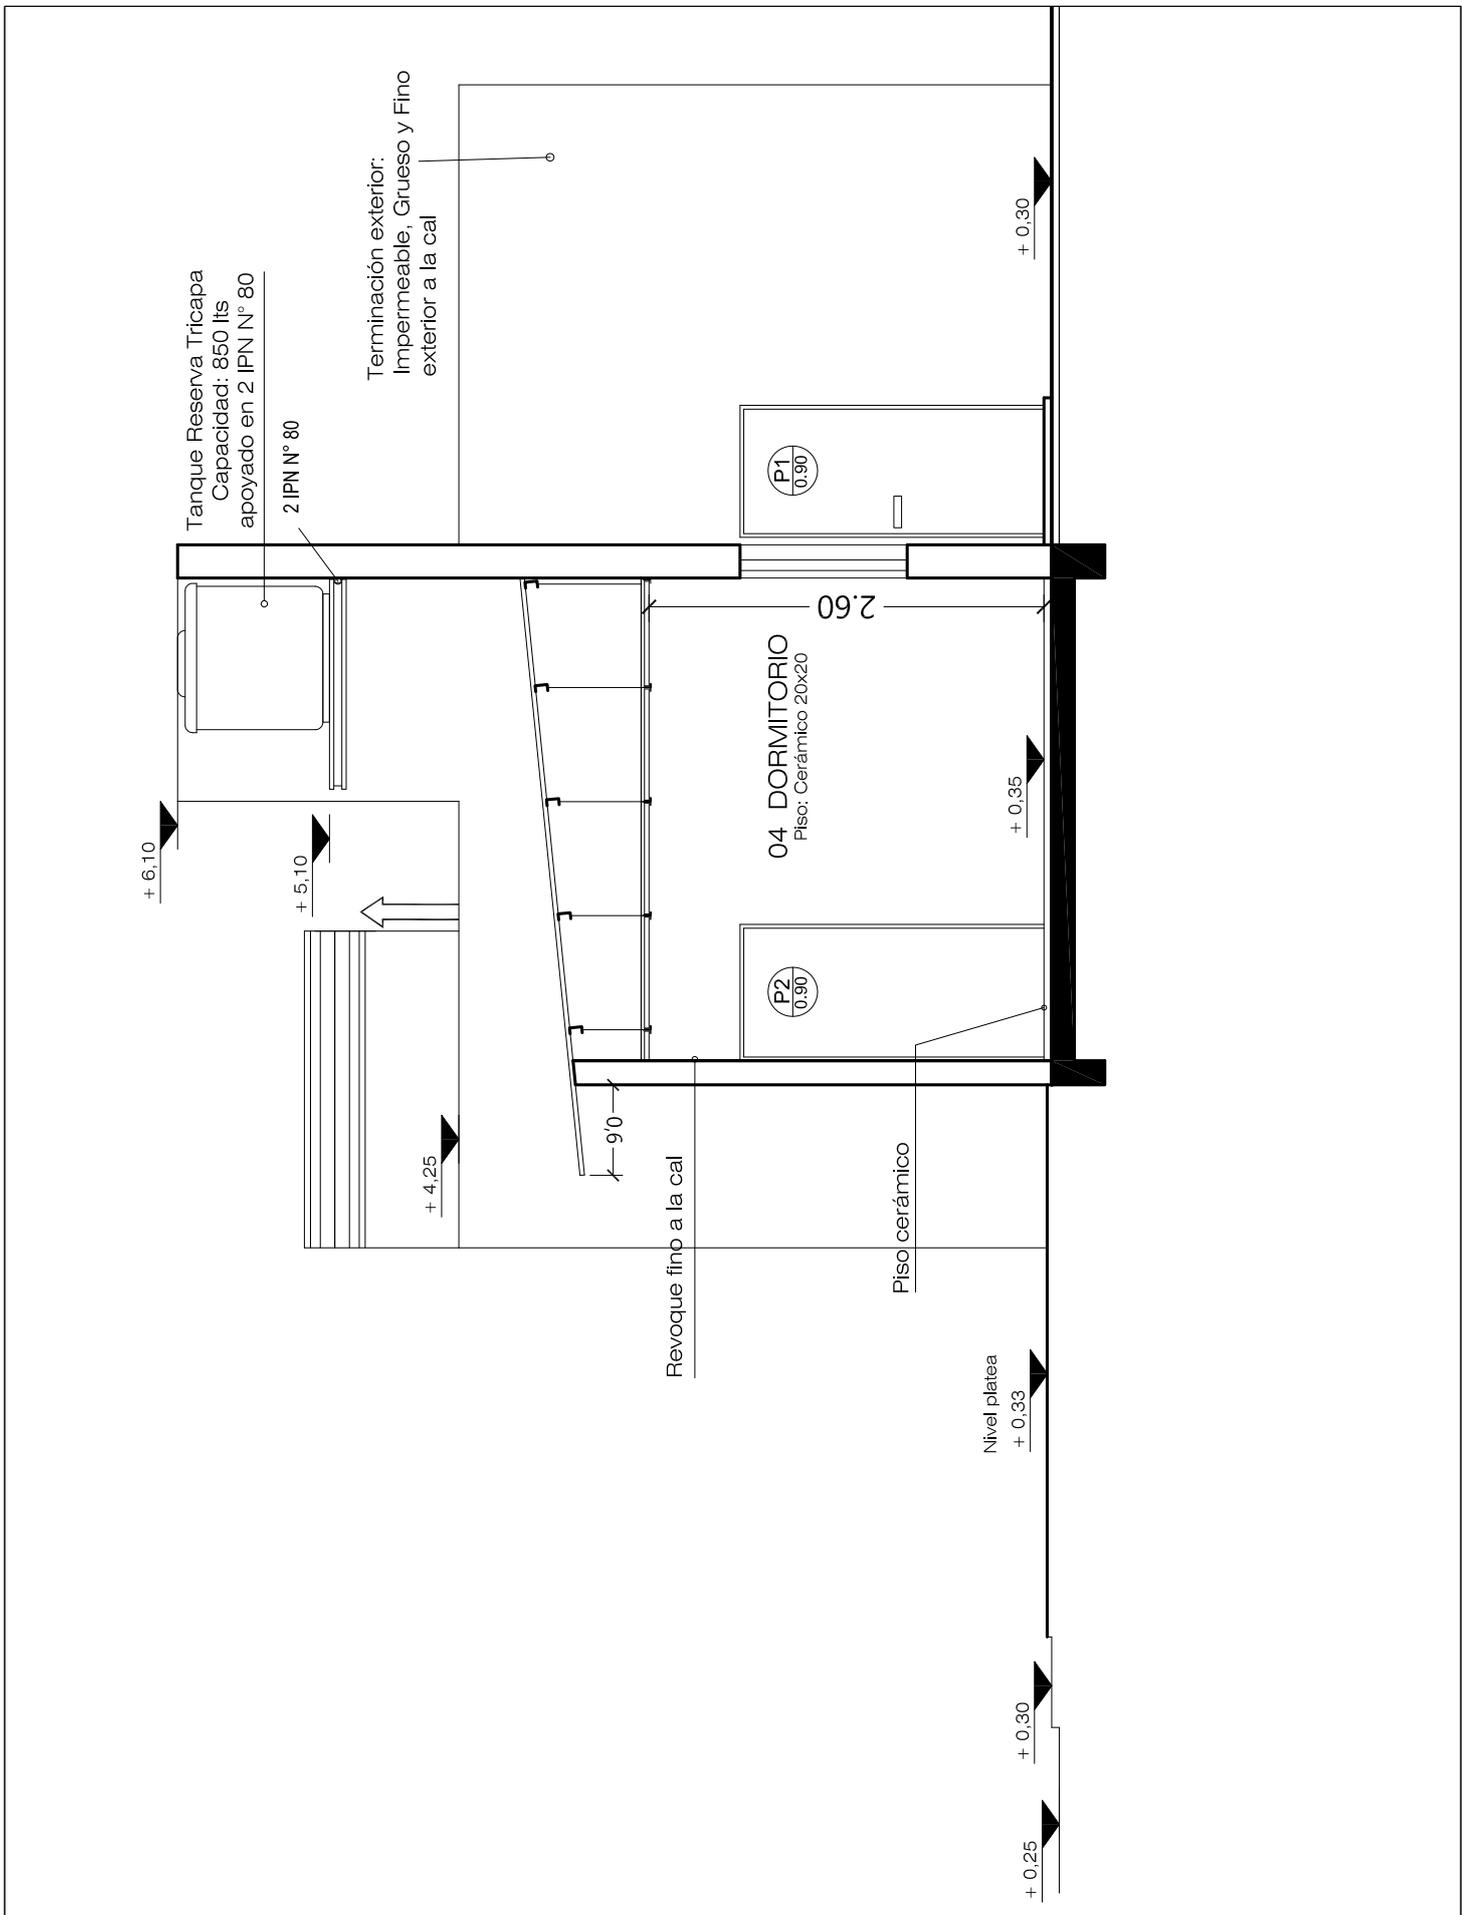 Tanque Reserva Tricapa
Capacidad: 850 lts
apoyado en 2 IPN N° 80
2 IPN N° 80
Terminación exterior:
Impermeable, Grueso y Fino
exterior a la cal
+ 6,10
+ 5,10
+ 4,25
0,6
2.60
04 DORMITORIO
Piso: Cerámico 20x20
P2
0.90
P1
0.90
Revoque fino a la cal
Piso cerámico
+ 0,25
+ 0,30
Nivel platea
+ 0,33
+ 0,35
+ 0,30